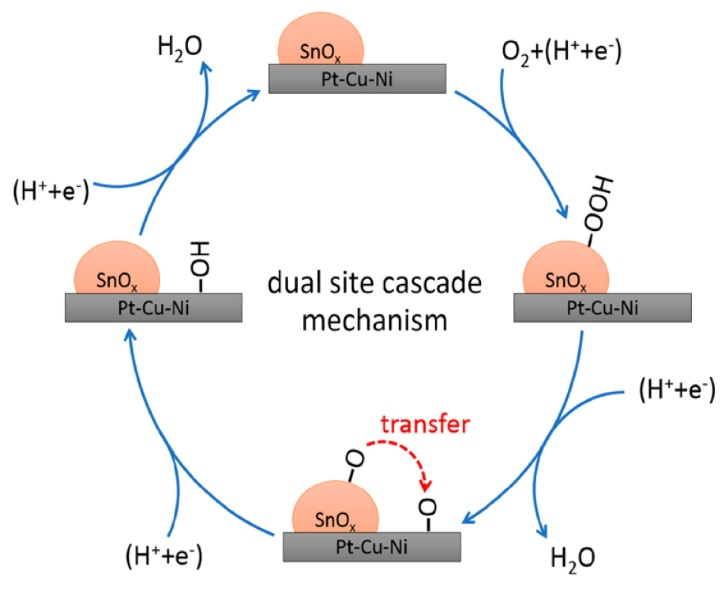 H₂O
SnOₓ
Pt-Cu-Ni
O₂+(H⁺+e⁻)
(H⁺+e⁻)
OOH
SnOₓ
Pt-Cu-Ni
HO
SnOₓ
Pt-Cu-Ni
dual site cascade
mechanism
(H⁺+e⁻)
transfer
O
O
SnOₓ
Pt-Cu-Ni
(H⁺+e⁻)
H₂O